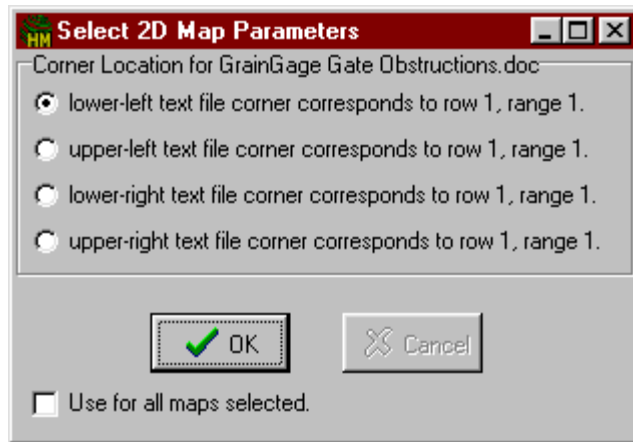 HM Select 2D Map Parameters
Corner Location for GrainGage Gate Obstructions.doc
lower-left text file corner corresponds to row 1, range 1.
upper-left text file corner corresponds to row 1, range 1.
lower-right text file corner corresponds to row 1, range 1.
upper-right text file corner corresponds to row 1, range 1.
OK Cancel
Use for all maps selected.